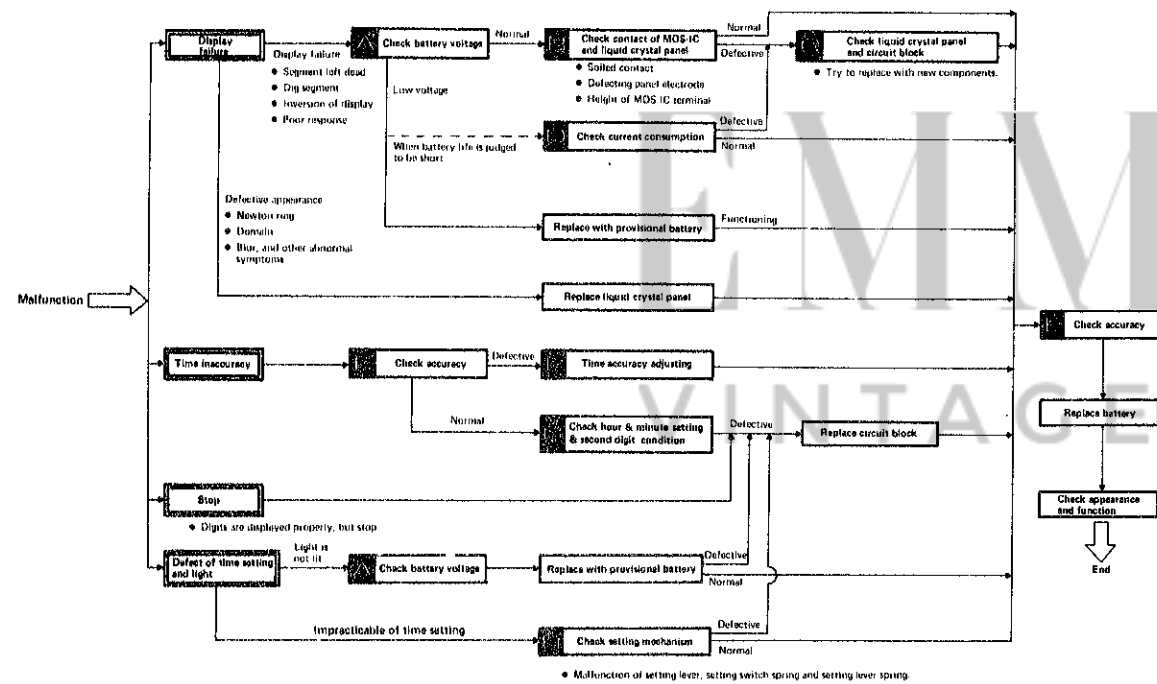 Display
failure
Display failure
● Segment left dead
● Dig segment
● Inversion of display
● Poor response
Check battery voltage
Normal
Low voltage
When battery life is judged
to be short
Check contact of MOS-IC
and liquid crystal panel
● Soiled contact
● Defecting panel electrode
● Height of MOS IC terminal
Normal
Defective
Check liquid crystal panel
and circuit block
● Try to replace with new components.
Check current consumption
Defective
Normal
Defective appearance
● Newton ring
● Domain
● Blur, and other abnormal
symptoms
Replace with provisional battery
Functioning
Replace liquid crystal panel
Malfunction
Time inaccuracy
Check accuracy
Defective
Time accuracy adjusting
Normal
Check hour & minute setting
& second digit condition
Defective
Replace circuit block
Stop
● Digits are displayed properly, but stop
Defect of time setting
and light
Light is
not lit
Check battery voltage
Replace with provisional battery
Defective
Normal
Impracticable of time setting
Check setting mechanism
Defective
Normal
● Malfunction of setting lever, setting switch spring and setting lever spring.
Check accuracy
Replace battery
Check appearance
and function
End
EMM
VINTAGE